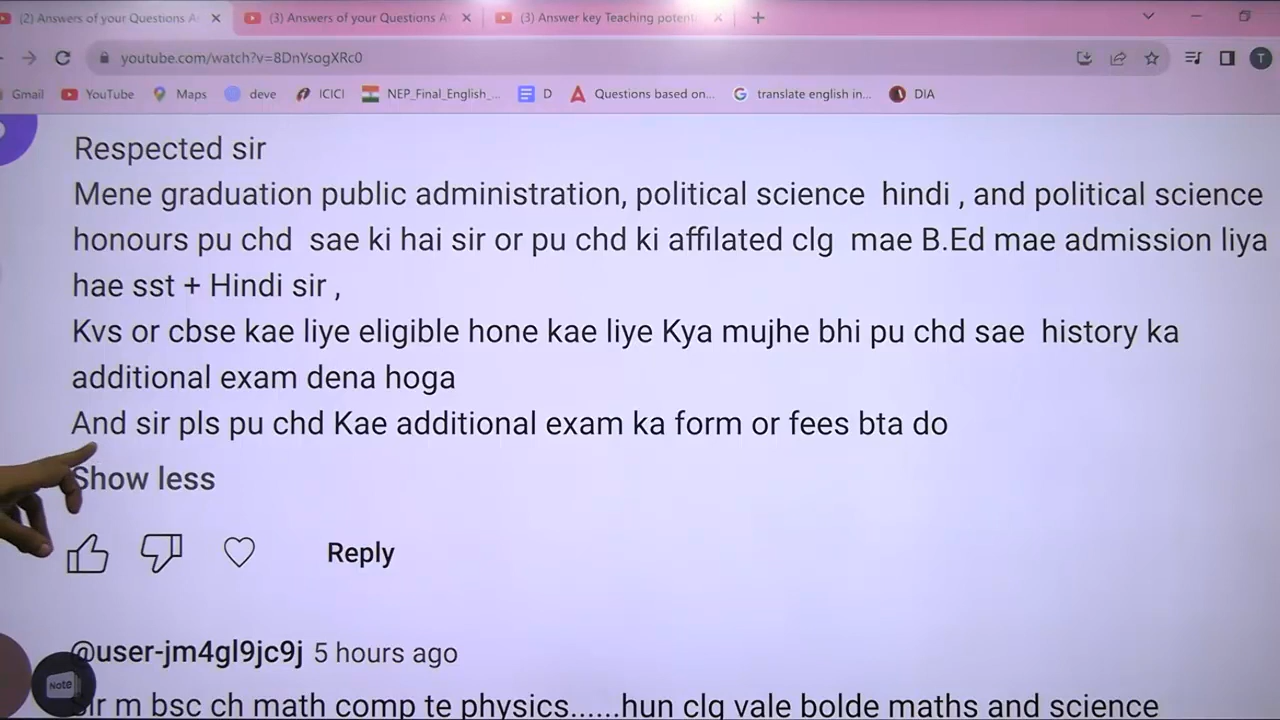 (2) Answers of your Questions A
(3) Answers of your Questions A
(3) Answer key Teaching potent
youtube.com/watch?v=8DnYsogXRc0
T
Gmail
YouTube
Maps
deve
ICICI
NEP_Final_English_...
D
Questions based on...
translate english in...
DIA
Respected sir
Mene graduation public administration, political science hindi , and political science
honours pu chd sae ki hai sir or pu chd ki affilated clg mae B.Ed mae admission liya
hae sst + Hindi sir ,
Kvs or cbse kae liye eligible hone kae liye Kya mujhe bhi pu chd sae history ka
additional exam dena hoga
And sir pls pu chd Kae additional exam ka form or fees bta do
Show less
Reply
@user-jm4gl9jc9j 5 hours ago
Note
Sir m bsc ch math comp te physics......hun clg vale bolde maths and science